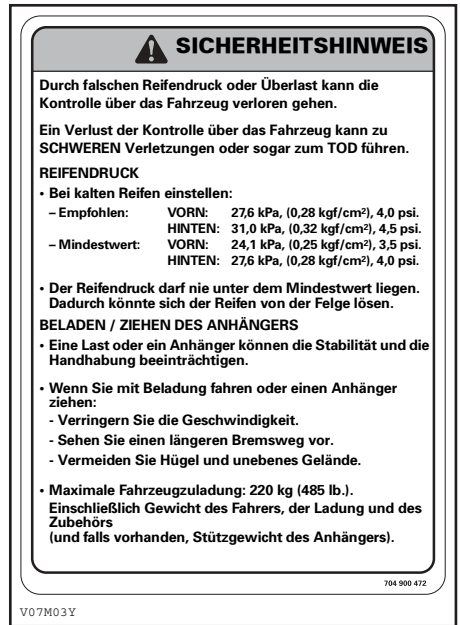 SICHERHEITSHINWEIS
Durch falschen Reifendruck oder Überlast kann die
Kontrolle über das Fahrzeug verloren gehen.
Ein Verlust der Kontrolle über das Fahrzeug kann zu
SCHWEREN Verletzungen oder sogar zum TOD führen.
REIFENDRUCK
• Bei kalten Reifen einstellen:
– Empfohlen: VORN: 27,6 kPa, (0,28 kgf/cm²), 4,0 psi.
HINTEN: 31,0 kPa, (0,32 kgf/cm²), 4,5 psi.
– Mindestwert: VORN: 24,1 kPa, (0,25 kgf/cm²), 3,5 psi.
HINTEN: 27,6 kPa, (0,28 kgf/cm²), 4,0 psi.
• Der Reifendruck darf nie unter dem Mindestwert liegen.
Dadurch könnte sich der Reifen von der Felge lösen.
BELADEN / ZIEHEN DES ANHÄNGERS
• Eine Last oder ein Anhänger können die Stabilität und die
Handhabung beeinträchtigen.
• Wenn Sie mit Beladung fahren oder einen Anhänger
ziehen:
- Verringern Sie die Geschwindigkeit.
- Sehen Sie einen längeren Bremsweg vor.
- Vermeiden Sie Hügel und unebenes Gelände.
• Maximale Fahrzeugzuladung: 220 kg (485 lb.).
Einschließlich Gewicht des Fahrers, der Ladung und des
Zubehörs
(und falls vorhanden, Stützgewicht des Anhängers).
704 900 472
V07M03Y